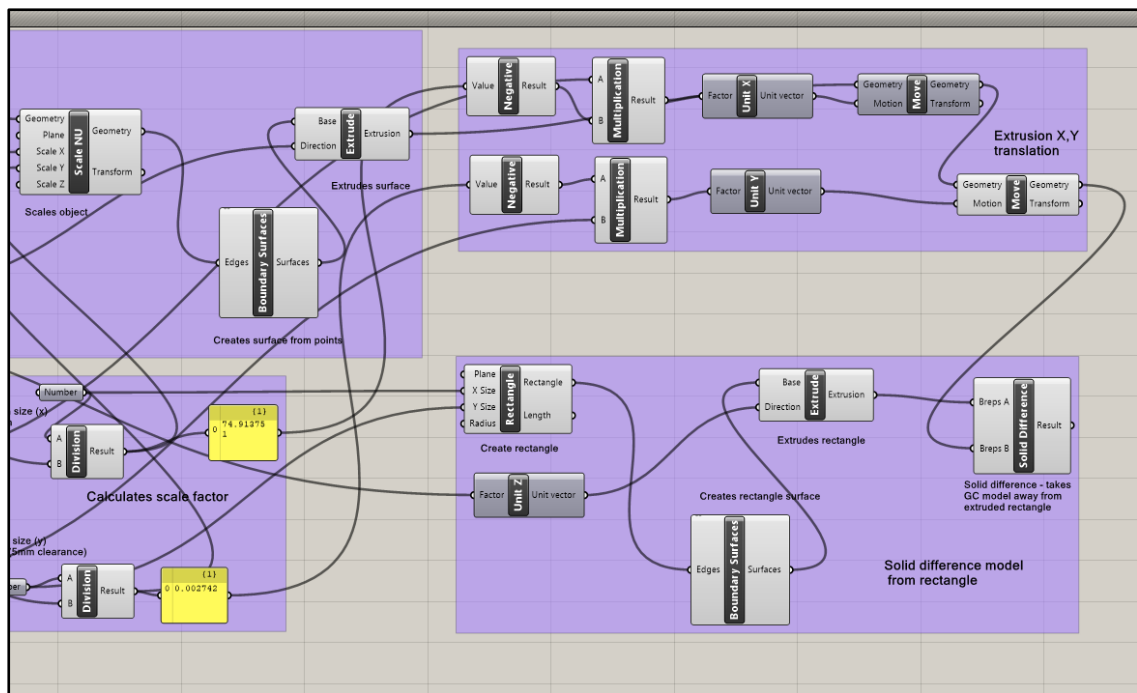 Geometry
Plane
Scale X
Scale Y
Scale Z
Scale NU
Geometry
Transform
Scales object
Base
Direction
Extrude
Extrusion
Extrudes surface
Edges
Boundary Surfaces
Surfaces
Creates surface from points
Value
Negative
Result
A
B
Multiplication
Result
Factor
Unit X
Unit vector
Geometry
Motion
Move
Geometry
Transform
Extrusion X,Y
translation
Value
Negative
Result
A
B
Multiplication
Result
Factor
Unit Y
Unit vector
Geometry
Motion
Move
Geometry
Transform
Number
size (x)
A
B
Division
Result
{1}
0 74.91275
1
Calculates scale factor
size (y)
5mm clearance)
A
B
Division
Result
{1}
0 0.002742
Plane
X Size
Y Size
Radius
Rectangle
Rectangle
Length
Create rectangle
Factor
Unit Z
Unit vector
Base
Direction
Extrude
Extrusion
Extrudes rectangle
Creates rectangle surface
Edges
Boundary Surfaces
Surfaces
Breps A
Breps B
Solid Difference
Result
Solid difference - takes
GC model away from
extruded rectangle
Solid difference model
from rectangle